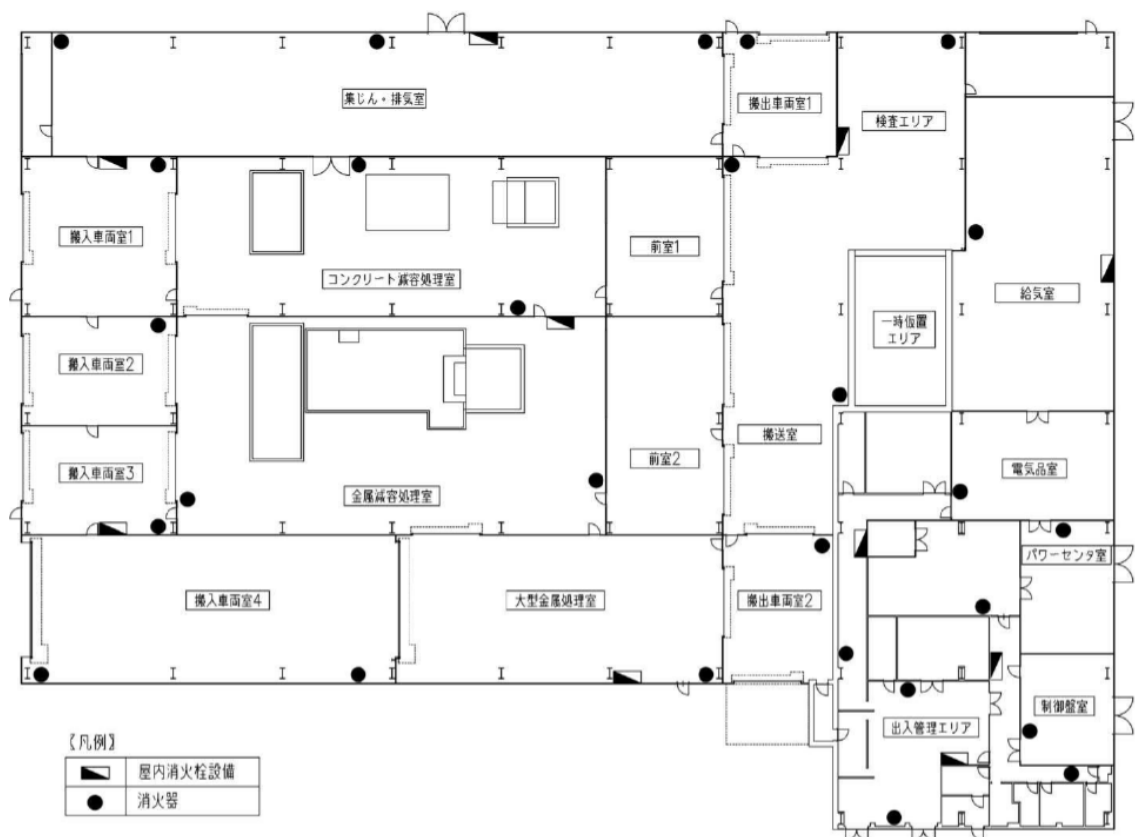 集じん・排気室
搬出車両室1
検査エリア
搬入車両室1
コンクリート減容処理室
前室1
給気室
一時仮置
エリア
搬入車両室2
搬送室
搬入車両室3
金属減容処理室
前室2
電気品室
パワーセンタ室
搬入車両室4
大型金属処理室
搬出車両室2
制御盤室
出入管理エリア
〖凡例〗
屋内消火栓設備
消火器